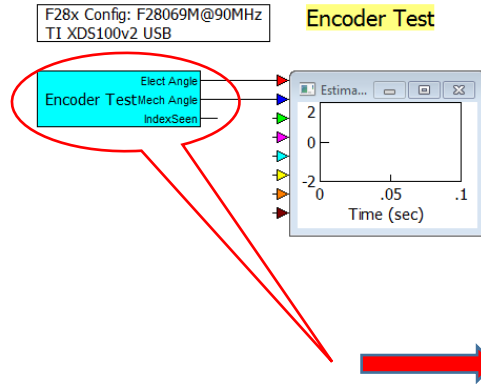 F28x Config: F28069M@90MHz
TI XDS100v2 USB
Encoder Test
Encoder Test
Elect Angle
Mech Angle
IndexSeen
Estima...
2
0
-2
0 .05 .1
Time (sec)